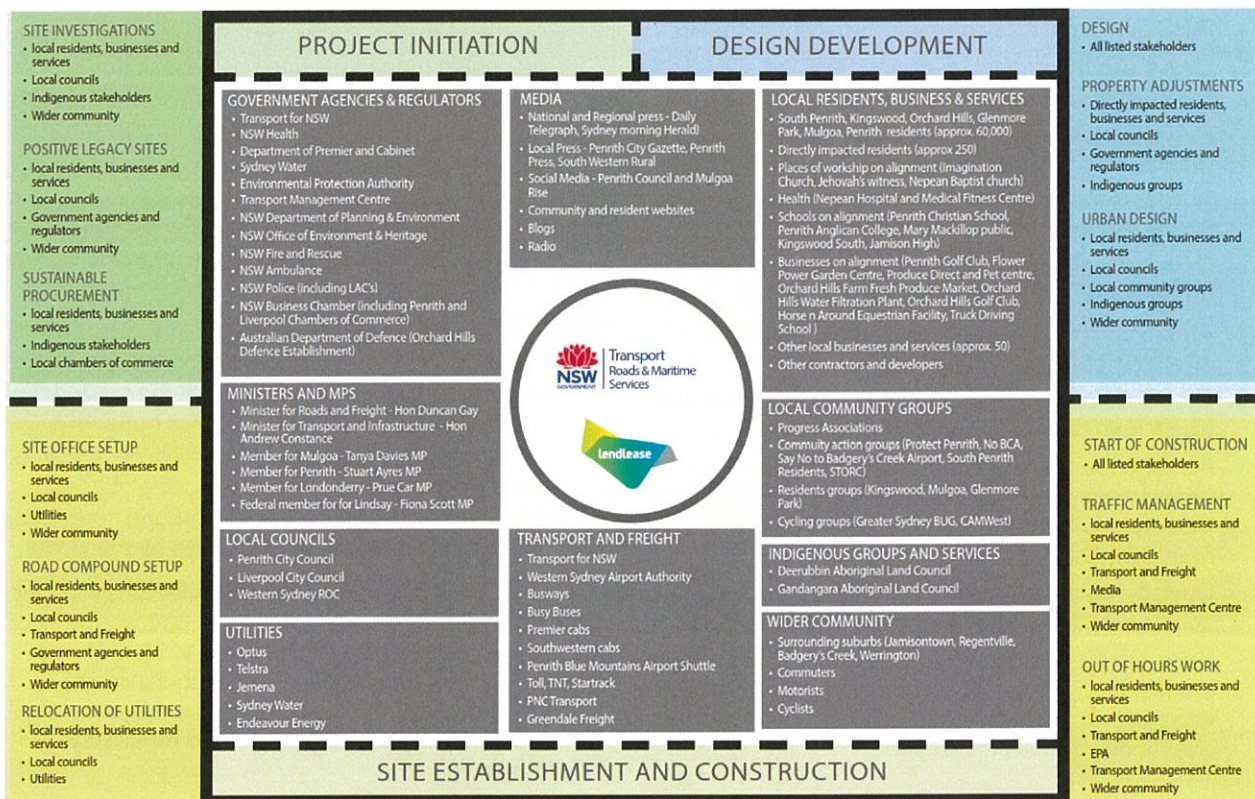 SITE INVESTIGATIONS
• local residents, businesses and
services
• Local councils
• Indigenous stakeholders
• Wider community
POSITIVE LEGACY SITES
• local residents, businesses and
services
• Local councils
• Government agencies and
regulators
• Wider community
SUSTAINABLE
PROCUREMENT
• local residents, businesses and
services
• Indigenous stakeholders
• Local chambers of commerce
SITE OFFICE SETUP
• local residents, businesses and
services
• Local councils
• Utilities
• Wider community
ROAD COMPOUND SETUP
• local residents, businesses and
services
• Local councils
• Transport and Freight
• Government agencies and
regulators
• Wider community
RELOCATION OF UTILITIES
• local residents, businesses and
services
• Local councils
• Utilities
PROJECT INITIATION
DESIGN DEVELOPMENT
GOVERNMENT AGENCIES & REGULATORS
• Transport for NSW
• NSW Health
• Department of Premier and Cabinet
• Sydney Water
• Environmental Protection Authority
• Transport Management Centre
• NSW Department of Planning & Environment
• NSW Office of Environment & Heritage
• NSW Fire and Rescue
• NSW Ambulance
• NSW Police (including LAC's)
• NSW Business Chamber (including Penrith and
Liverpool Chambers of Commerce)
• Australian Department of Defence (Orchard Hills
Defence Establishment)
MINISTERS AND MPS
• Minister for Roads and Freight - Hon Duncan Gay
• Minister for Transport and Infrastructure - Hon
Andrew Constance
• Member for Mulgoa - Tanya Davies MP
• Member for Penrith - Stuart Ayres MP
• Member for Londonderry - Prue Car MP
• Federal member for for Lindsay - Fiona Scott MP
LOCAL COUNCILS
• Penrith City Council
• Liverpool City Council
• Western Sydney ROC
UTILITIES
• Optus
• Telstra
• Jemena
• Sydney Water
• Endeavour Energy
MEDIA
• National and Regional press - Daily
Telegraph, Sydney morning Herald)
• Local Press - Penrith City Gazette, Penrith
Press, South Western Rural
• Social Media - Penrith Council and Mulgoa
Rise
• Community and resident websites
• Blogs
• Radio
NSW
GOVERNMENT
Transport
Roads & Maritime
Services
lendlease
TRANSPORT AND FREIGHT
• Transport for NSW
• Western Sydney Airport Authority
• Busways
• Busy Buses
• Premier cabs
• Southwestern cabs
• Penrith Blue Mountains Airport Shuttle
• Toll, TNT, Startrack
• PNC Transport
• Greendale Freight
LOCAL RESIDENTS, BUSINESS & SERVICES
• South Penrith, Kingswood, Orchard Hills, Glenmore
Park, Mulgoa, Penrith residents (approx. 60,000)
• Directly impacted residents (approx 250)
• Places of workship on alignment (Imagination
Church, Jehovah's witness, Nepean Baptist church)
• Health (Nepean Hospital and Medical Fitness Centre)
• Schools on alignment (Penrith Christian School,
Penrith Anglican College, Mary Mackillop public,
Kingswood South, Jamison High)
• Businesses on alignment (Penrith Golf Club, Flower
Power Garden Centre, Produce Direct and Pet centre,
Orchard Hills Farm Fresh Produce Market, Orchard
Hills Water Filtration Plant, Orchard Hills Golf Club,
Horse n Around Equestrian Facility, Truck Driving
School )
• Other local businesses and services (approx. 50)
• Other contractors and developers
LOCAL COMMUNITY GROUPS
• Progress Associations
• Commuity action groups (Protect Penrith, No BCA,
Say No to Badgery's Creek Airport, South Penrith
Residents, STORC)
• Residents groups (Kingswood, Mulgoa, Glenmore
Park)
• Cycling groups (Greater Sydney BUG, CAMWest)
INDIGENOUS GROUPS AND SERVICES
• Deerubbin Aboriginal Land Council
• Gandangara Aboriginal Land Council
WIDER COMMUNITY
• Surrounding suburbs (Jamisontown, Regentville,
Badgery's Creek, Werrington)
• Commuters
• Motorists
• Cyclists
SITE ESTABLISHMENT AND CONSTRUCTION
DESIGN
• All listed stakeholders
PROPERTY ADJUSTMENTS
• Directly impacted residents,
businesses and services
• Local councils
• Government agencies and
regulators
• Indigenous groups
URBAN DESIGN
• Local residents, businesses and
services
• Local councils
• Local community groups
• Indigenous groups
• Wider community
START OF CONSTRUCTION
• All listed stakeholders
TRAFFIC MANAGEMENT
• local residents, businesses and
services
• Local councils
• Transport and Freight
• Media
• Transport Management Centre
• Wider community
OUT OF HOURS WORK
• local residents, businesses and
services
• Local councils
• Transport and Freight
• EPA
• Transport Management Centre
• Wider community